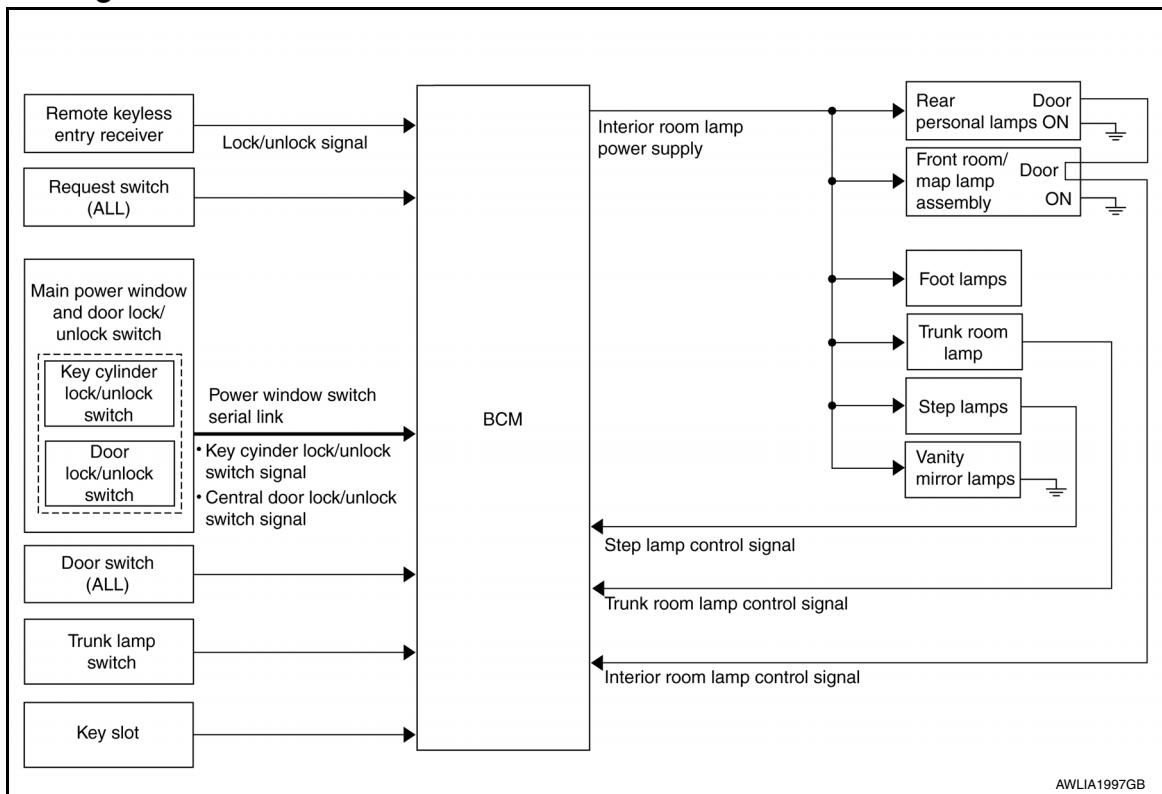 Remote keyless
entry receiver
Lock/unlock signal
Request switch
(ALL)
Main power window
and door lock/
unlock switch
Key cylinder
lock/unlock
switch
Door
lock/unlock
switch
Power window switch
serial link
• Key cyinder lock/unlock
switch signal
• Central door lock/unlock
switch signal
Door switch
(ALL)
Trunk lamp
switch
Key slot
BCM
Interior room lamp
power supply
Rear Door
personal lamps ON
Front room/
map lamp
assembly
Door
ON
Foot lamps
Trunk room
lamp
Step lamps
Vanity
mirror lamps
Step lamp control signal
Trunk room lamp control signal
Interior room lamp control signal
AWLIA1997GB